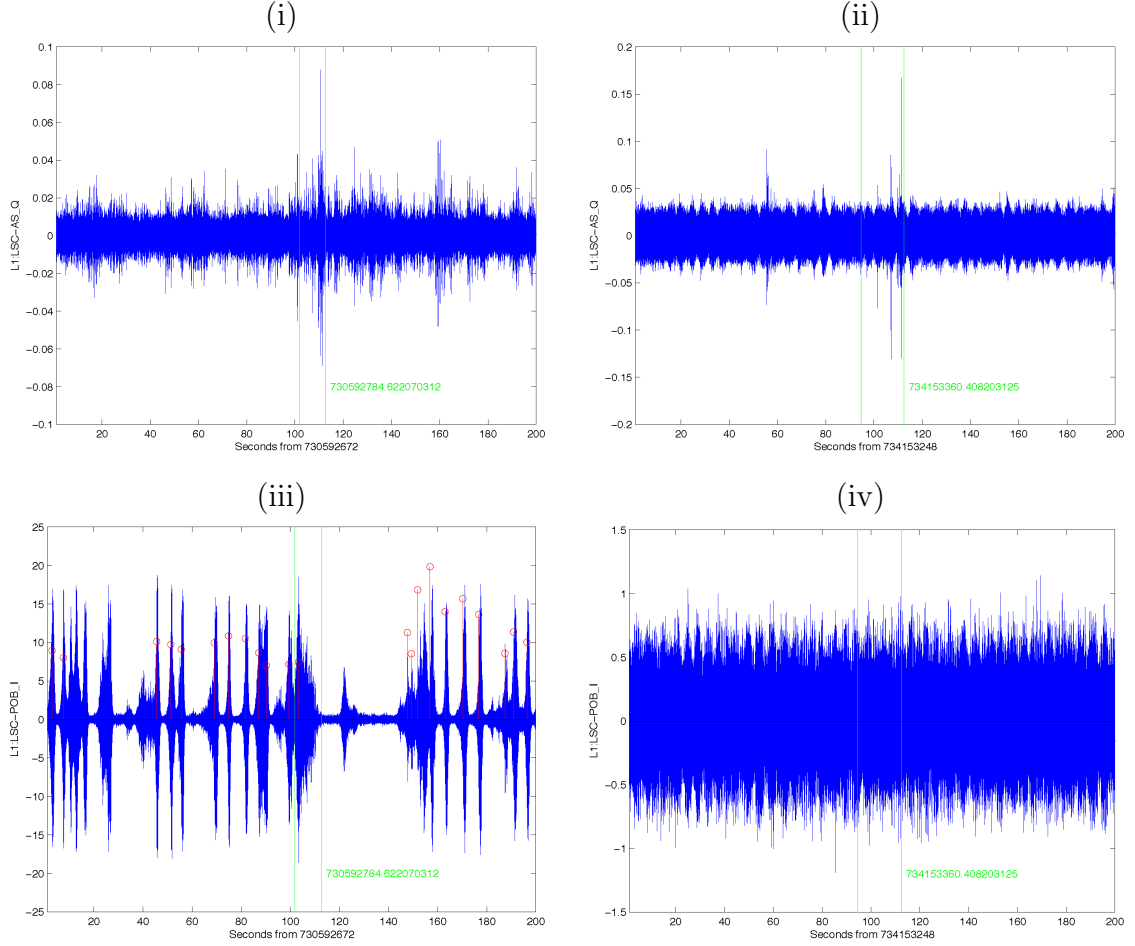 (i)
0.1
0.08
0.06
0.04
0.02
0
−0.02
−0.04
−0.06
−0.08
−0.1
L1:LSC−AS_Q
730592784.622070312
20 40 60 80 100 120 140 160 180 200
Seconds from 730592672
(ii)
0.2
0.15
0.1
0.05
0
−0.05
−0.1
−0.15
−0.2
L1:LSC−AS_Q
734153360.408203125
20 40 60 80 100 120 140 160 180 200
Seconds from 734153248
(iii)
25
20
15
10
5
0
−5
−10
−15
−20
−25
L1:LSC−POB_I
730592784.622070312
20 40 60 80 100 120 140 160 180 200
Seconds from 730592672
(iv)
1.5
1
0.5
0
−0.5
−1
−1.5
L1:LSC−POB_I
734153360.408203125
20 40 60 80 100 120 140 160 180 200
Seconds from 734153248